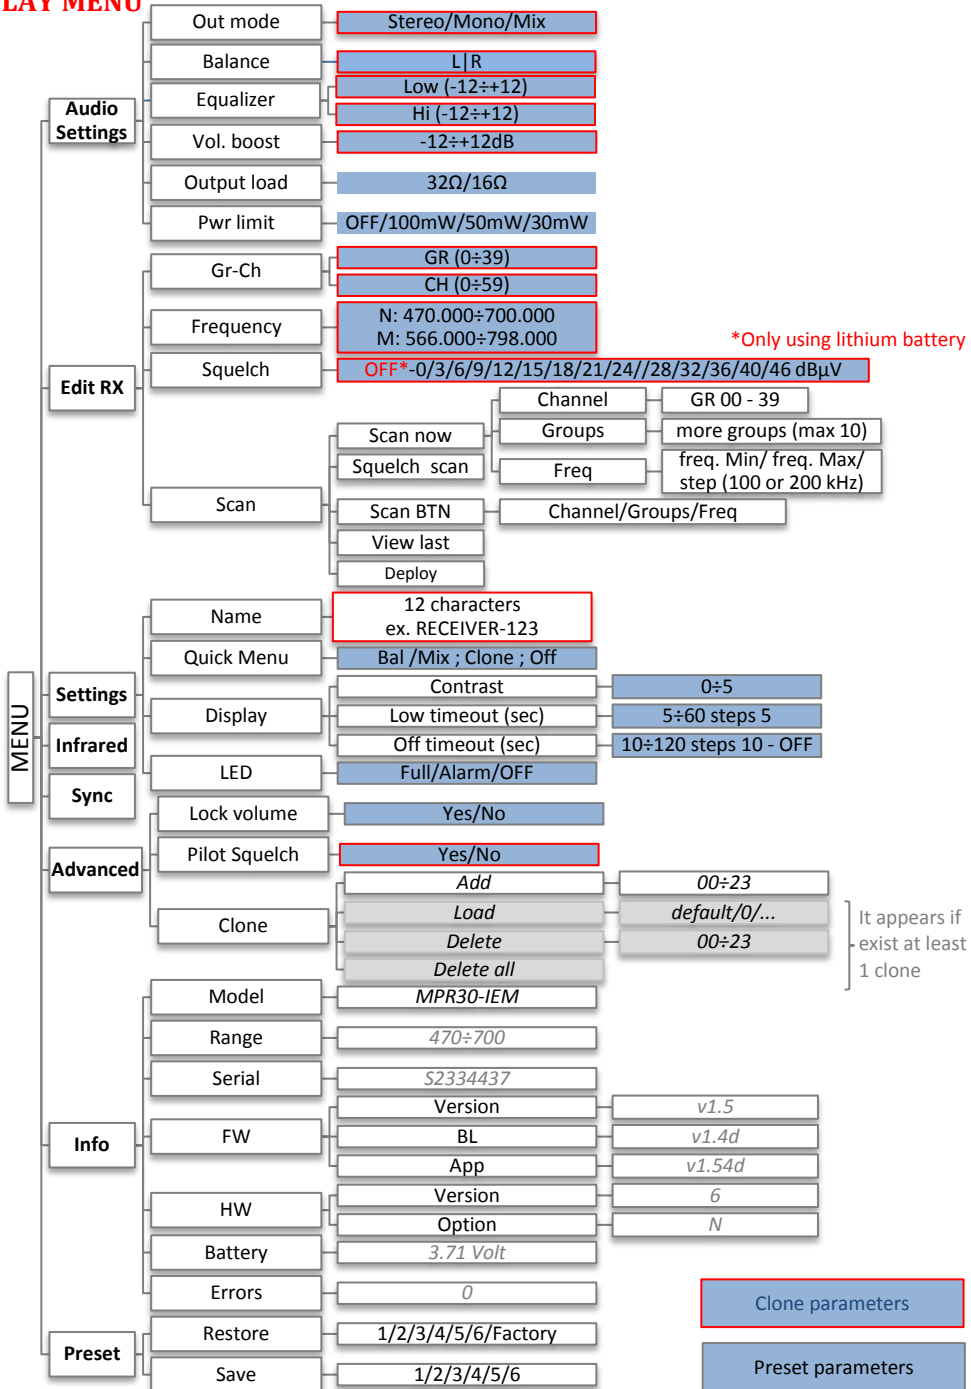 LAY MENU
MENU
Audio
Settings
Out mode
Stereo/Mono/Mix
Balance
L|R
Equalizer
Low (-12÷+12)
Hi (-12÷+12)
Vol. boost
-12÷+12dB
Output load
32Ω/16Ω
Pwr limit
OFF/100mW/50mW/30mW
Edit RX
Gr-Ch
GR (0÷39)
CH (0÷59)
Frequency
N: 470.000÷700.000
M: 566.000÷798.000
*Only using lithium battery
Squelch
OFF*-0/3/6/9/12/15/18/21/24//28/32/36/40/46 dBµV
Scan
Scan now
Channel
GR 00 - 39
Groups
more groups (max 10)
Freq
freq. Min/ freq. Max/
step (100 or 200 kHz)
Squelch scan
Scan BTN
Channel/Groups/Freq
View last
Deploy
Settings
Name
12 characters
ex. RECEIVER-123
Quick Menu
Bal /Mix ; Clone ; Off
Display
Contrast
0÷5
Low timeout (sec)
5÷60 steps 5
Off timeout (sec)
10÷120 steps 10 - OFF
LED
Full/Alarm/OFF
Infrared
Sync
Advanced
Lock volume
Yes/No
Pilot Squelch
Yes/No
Clone
Add
00÷23
Load
default/0/...
Delete
00÷23
Delete all
It appears if
exist at least
1 clone
Info
Model
MPR30-IEM
Range
470÷700
Serial
S2334437
FW
Version
v1.5
BL
v1.4d
App
v1.54d
HW
Version
6
Option
N
Battery
3.71 Volt
Errors
0
Preset
Restore
1/2/3/4/5/6/Factory
Save
1/2/3/4/5/6
Clone parameters
Preset parameters